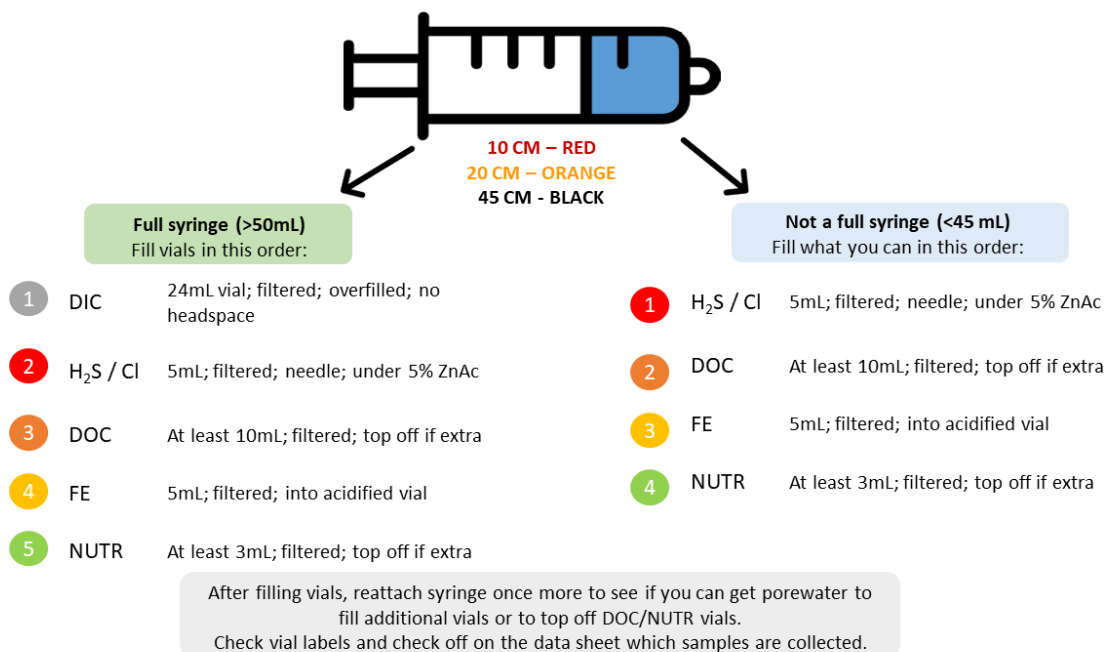 10 CM – RED
20 CM – ORANGE
45 CM - BLACK
Full syringe (>50mL)
Fill vials in this order:
1 DIC 24mL vial; filtered; overfilled; no
headspace
2 H₂S / Cl 5mL; filtered; needle; under 5% ZnAc
3 DOC At least 10mL; filtered; top off if extra
4 FE 5mL; filtered; into acidified vial
5 NUTR At least 3mL; filtered; top off if extra
Not a full syringe (<45 mL)
Fill what you can in this order:
1 H₂S / Cl 5mL; filtered; needle; under 5% ZnAc
2 DOC At least 10mL; filtered; top off if extra
3 FE 5mL; filtered; into acidified vial
4 NUTR At least 3mL; filtered; top off if extra
After filling vials, reattach syringe once more to see if you can get porewater to
fill additional vials or to top off DOC/NUTR vials.
Check vial labels and check off on the data sheet which samples are collected.